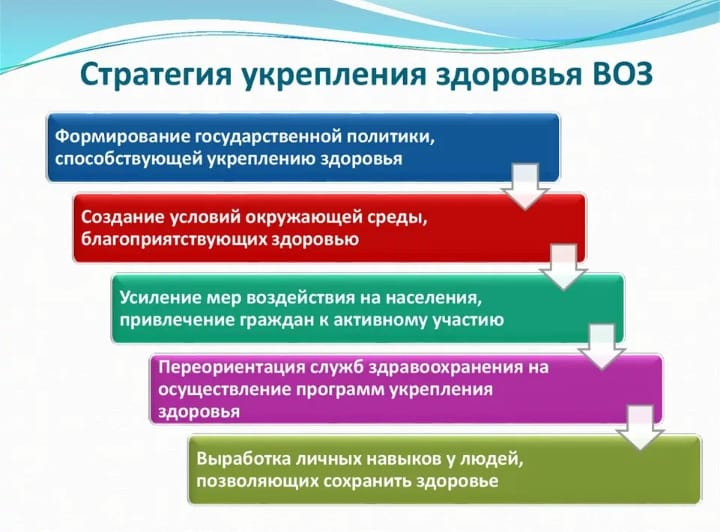 Стратегия укрепления здоровья ВОЗ
Формирование государственной политики,
способствующей укреплению здоровья
Создание условий окружающей среды,
благоприятствующих здоровью
Усиление мер воздействия на населения,
привлечение граждан к активному участию
Переориентация служб здравоохранения на
осуществление программ укрепления
здоровья
Выработка личных навыков у людей,
позволяющих сохранить здоровье